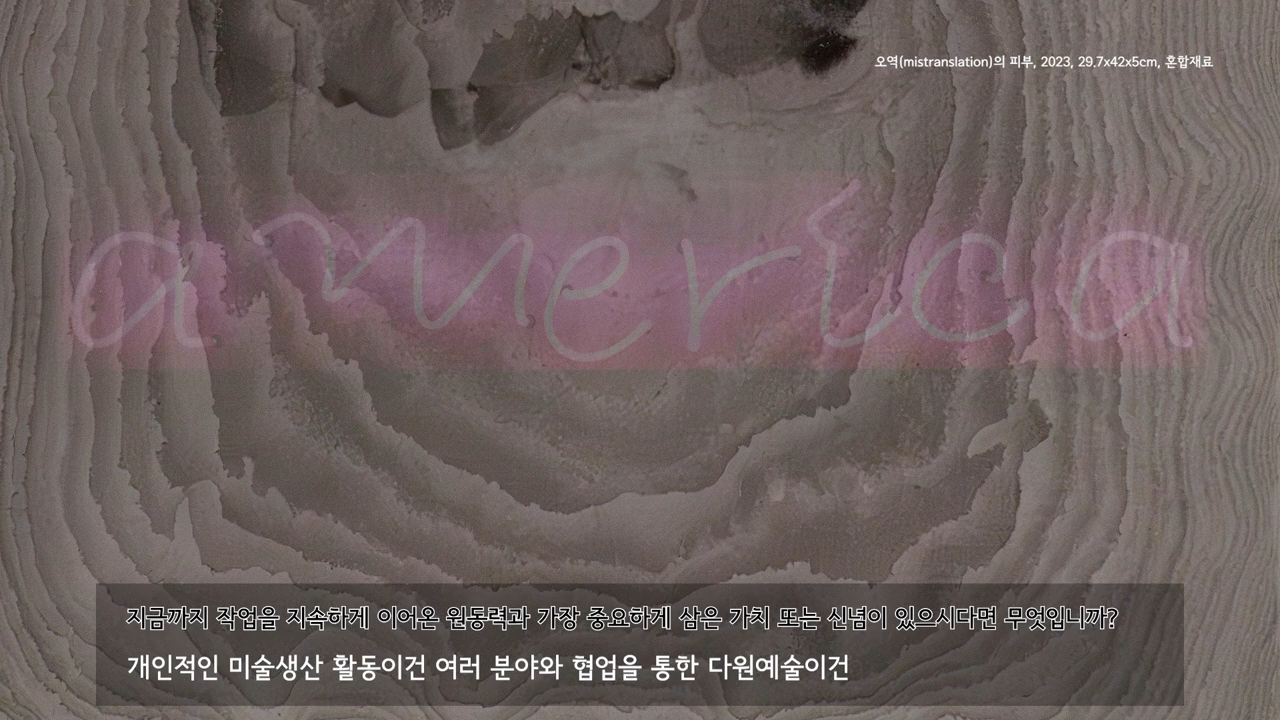 오역(mistranslation)의 피부, 2023, 29.7x42x5cm, 혼합재료
america
지금까지 작업을 지속하게 이어온 원동력과 가장 중요하게 삼은 가치 또는 신념이 있으시다면 무엇입니까?
개인적인 미술생산 활동이건 여러 분야와 협업을 통한 다원예술이건